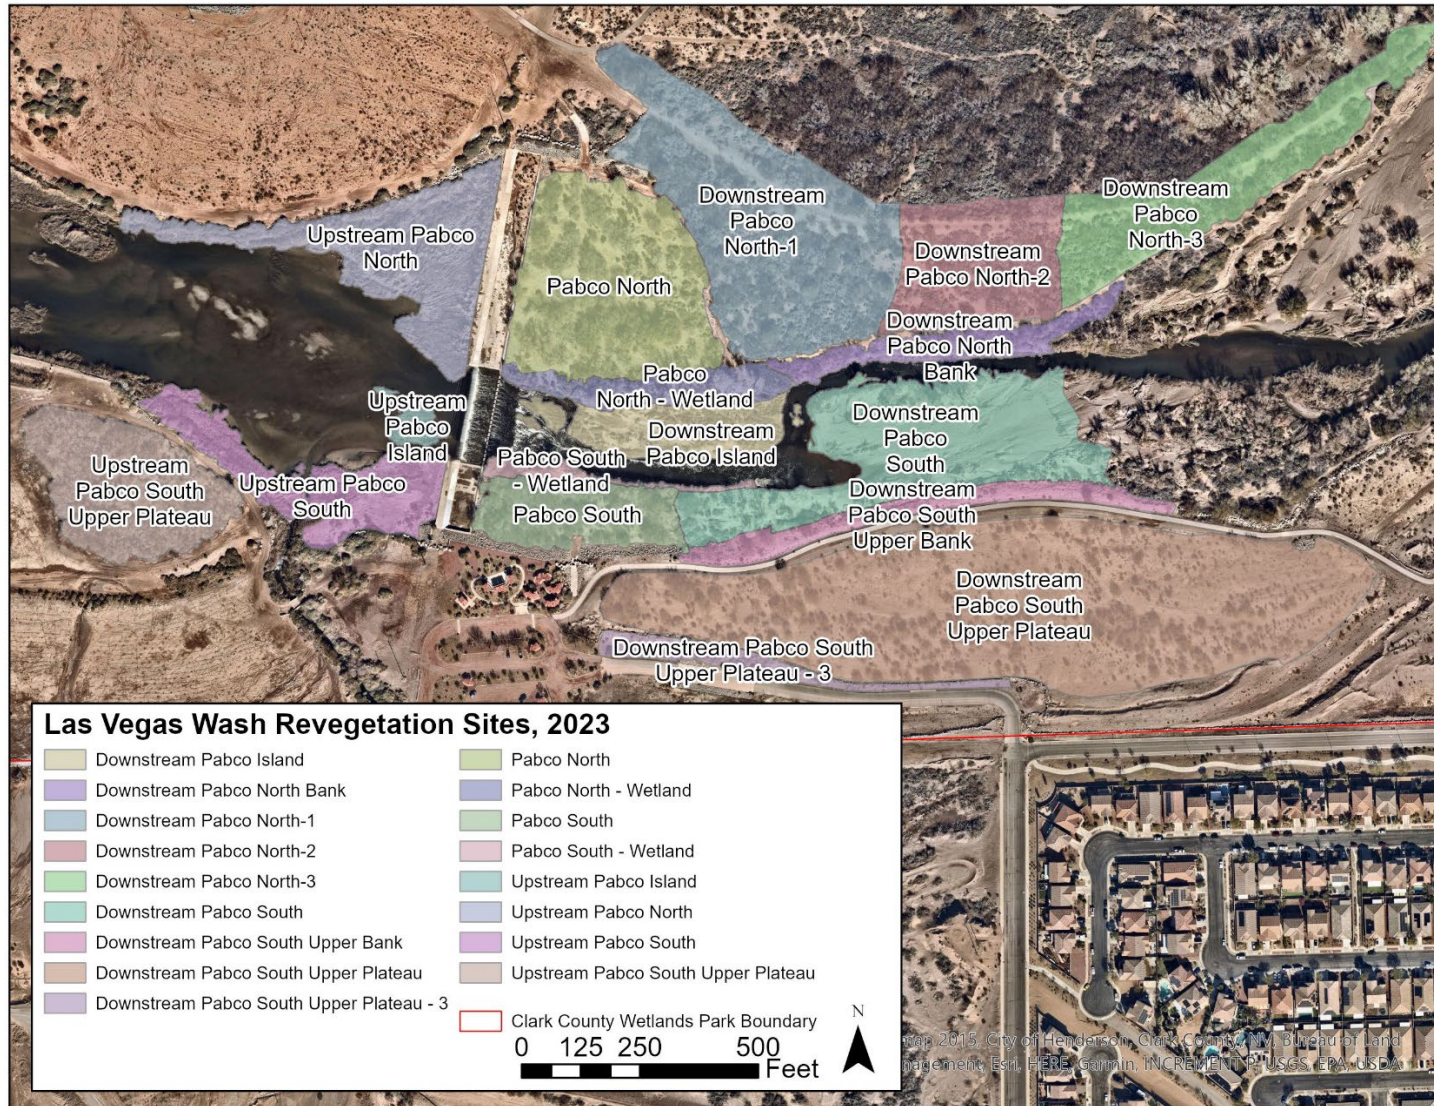 Downstream
Pabco
North-1
Downstream
Pabco
North-3
Upstream Pabco
North
Downstream
Pabco North-2
Pabco North
Downstream
Pabco North
Bank
Pabco
North - Wetland
Upstream
Pabco
Island
Downstream
Pabco Island
Downstream
Pabco
South
Upstream
Pabco South
Upper Plateau
Upstream Pabco
South
Pabco South
- Wetland
Pabco South
Downstream
Pabco South
Upper Bank
Downstream
Pabco South
Upper Plateau
Downstream Pabco South
Upper Plateau - 3
Las Vegas Wash Revegetation Sites, 2023
Downstream Pabco Island
Downstream Pabco North Bank
Downstream Pabco North-1
Downstream Pabco North-2
Downstream Pabco North-3
Downstream Pabco South
Downstream Pabco South Upper Bank
Downstream Pabco South Upper Plateau
Downstream Pabco South Upper Plateau - 3
Pabco North
Pabco North - Wetland
Pabco South
Pabco South - Wetland
Upstream Pabco Island
Upstream Pabco North
Upstream Pabco South
Upstream Pabco South Upper Plateau
Clark County Wetlands Park Boundary
0 125 250 500
Feet
N
2015, City of Henderson, Clark County, NV, Bureau of Land
Esri, HERE, Garmin, INCREMENT P, USGS, EPA, USDA